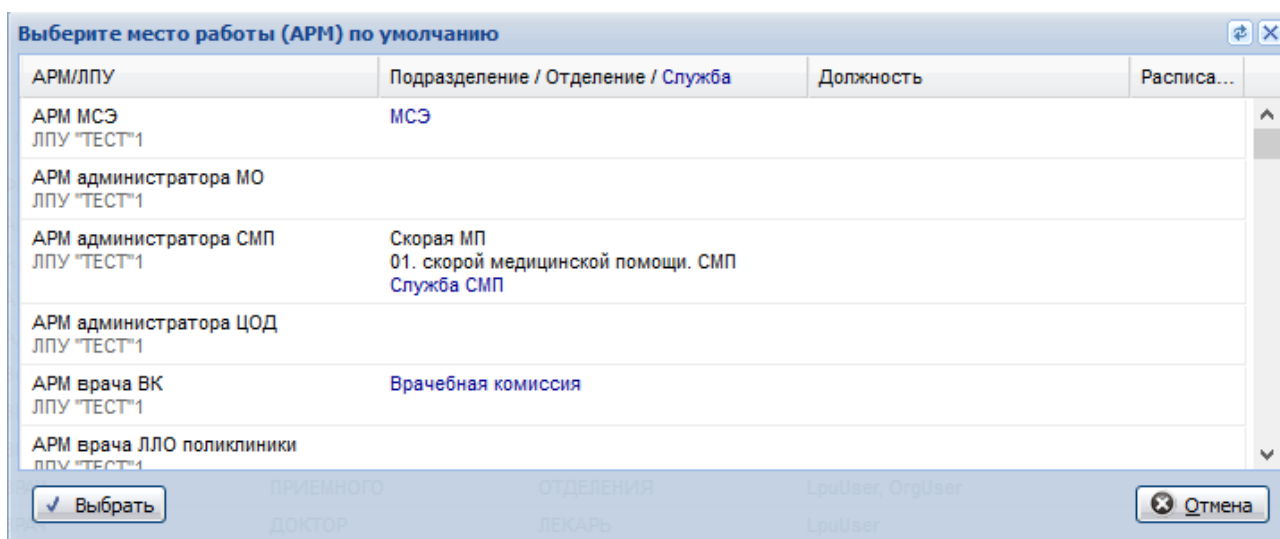 Выберите место работы (АРМ) по умолчанию
АРМ/ЛПУ Подразделение / Отделение / Служба Должность Расписа...
АРМ МСЭ МСЭ
ЛПУ "ТЕСТ"1
АРМ администратора МО
ЛПУ "ТЕСТ"1
АРМ администратора СМП Скорая МП
ЛПУ "ТЕСТ"1 01. скорой медицинской помощи. СМП
Служба СМП
АРМ администратора ЦОД
ЛПУ "ТЕСТ"1
АРМ врача ВК Врачебная комиссия
ЛПУ "ТЕСТ"1
АРМ врача ЛЛО поликлиники
ЛПУ "ТЕСТ"1
ПРИЕМНОГО ОТДЕЛЕНИЯ LpuUser, OrgUser
Выбрать Отмена
ДОКТОР ЛЕКАРЬ LpuUser